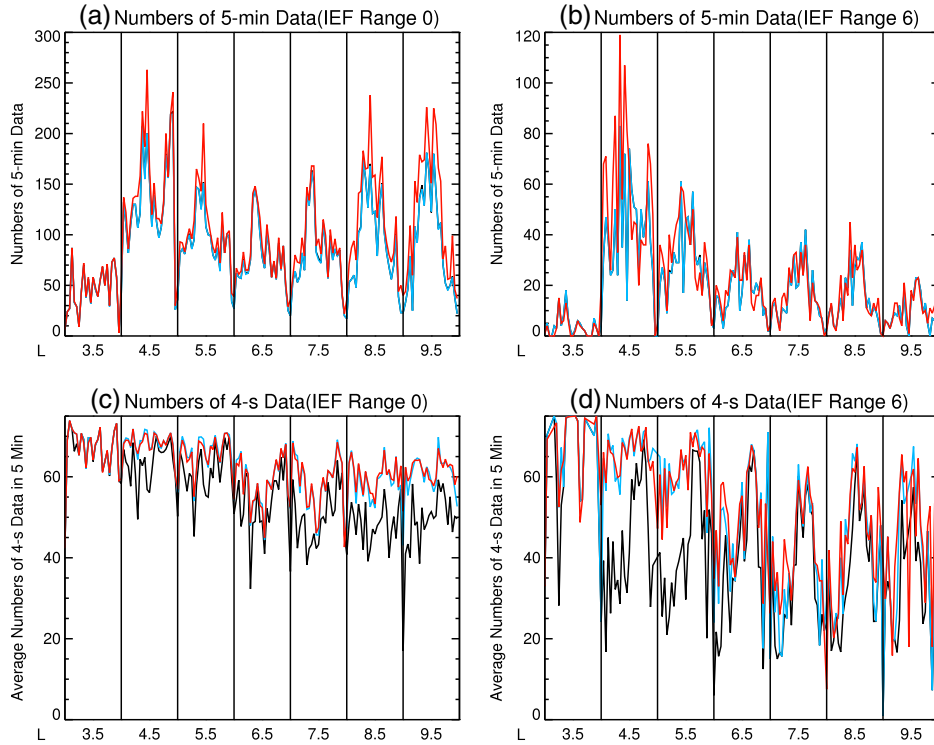 (a)
Numbers of 5-min Data(IEF Range 0)
Numbers of 5-min Data
300
250
200
150
100
50
0
L
3.5 4.5 5.5 6.5 7.5 8.5 9.5
(b)
Numbers of 5-min Data(IEF Range 6)
Numbers of 5-min Data
120
100
80
60
40
20
0
L
3.5 4.5 5.5 6.5 7.5 8.5 9.5
(c)
Numbers of 4-s Data(IEF Range 0)
Average Numbers of 4-s Data in 5 Min
60
40
20
0
L
3.5 4.5 5.5 6.5 7.5 8.5 9.5
(d)
Numbers of 4-s Data(IEF Range 6)
Average Numbers of 4-s Data in 5 Min
60
40
20
0
L
3.5 4.5 5.5 6.5 7.5 8.5 9.5